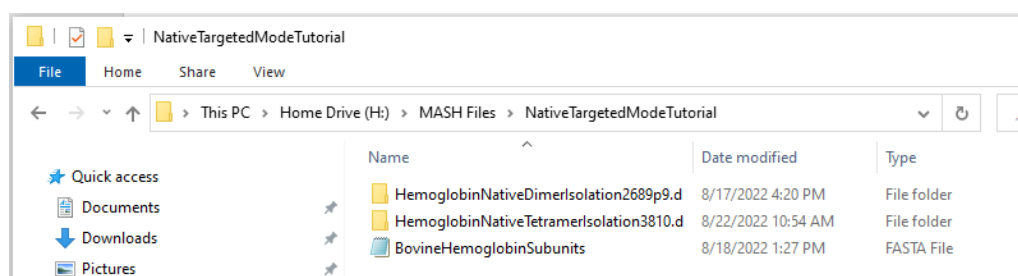 NativeTargetedModeTutorial
File Home Share View
This PC > Home Drive (H:) > MASH Files > NativeTargetedModeTutorial
Quick access
Documents
Downloads
Pictures
Name Date modified Type
HemoglobinNativeDimerIsolation2689p9.d 8/17/2022 4:20 PM File folder
HemoglobinNativeTetramerIsolation3810.d 8/22/2022 10:54 AM File folder
BovineHemoglobinSubunits 8/18/2022 1:27 PM FASTA File